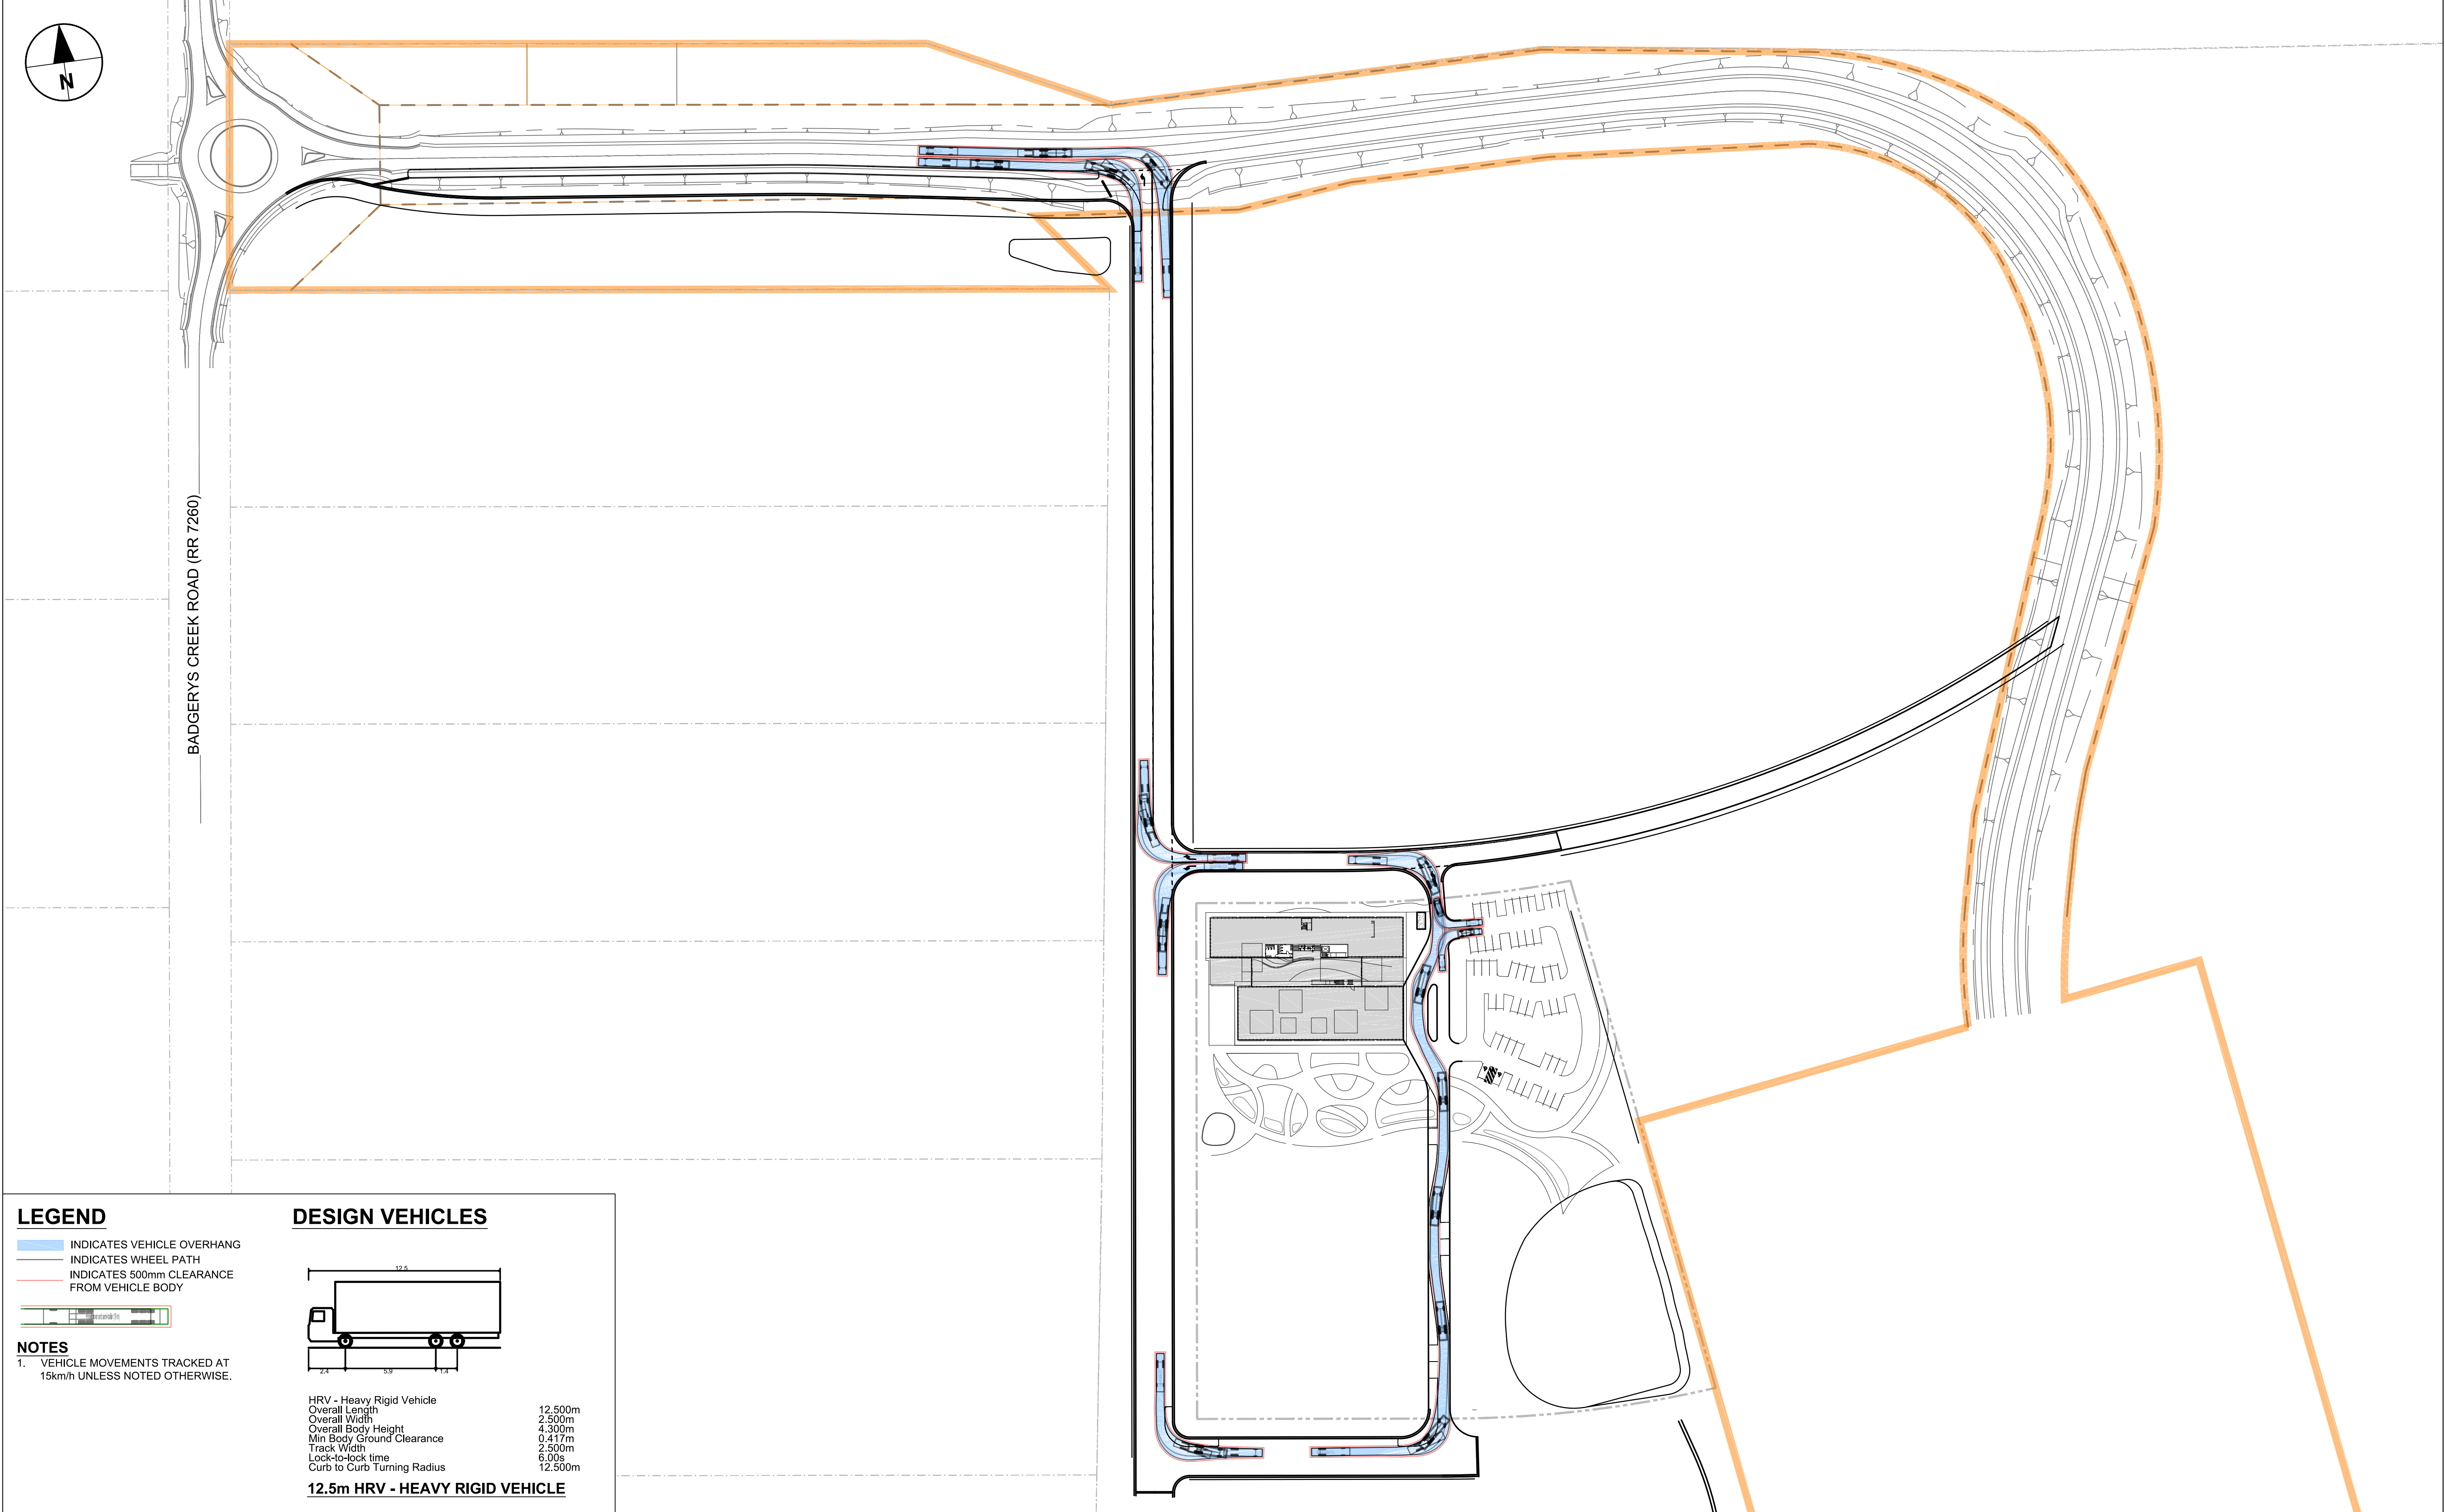 N
BADGERYS CREEK ROAD (RR 7260)
LEGEND
INDICATES VEHICLE OVERHANG
INDICATES WHEEL PATH
INDICATES 500mm CLEARANCE
FROM VEHICLE BODY
NOTES
1. VEHICLE MOVEMENTS TRACKED AT
15km/h UNLESS NOTED OTHERWISE.
DESIGN VEHICLES
12.5
2.4 5.9 1.4
HRV - Heavy Rigid Vehicle
Overall Length 12.500m
Overall Width 2.500m
Overall Body Height 4.300m
Min Body Ground Clearance 0.417m
Track Width 2.500m
Lock-to-lock time 6.00s
Curb to Curb Turning Radius 12.500m
12.5m HRV - HEAVY RIGID VEHICLE